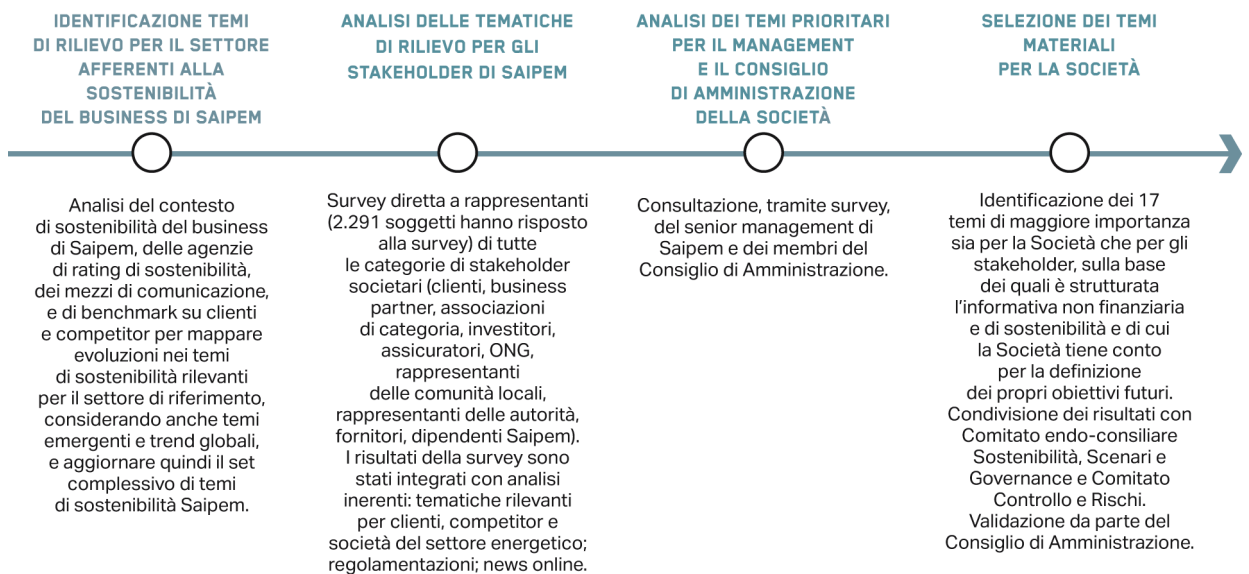 IDENTIFICAZIONE TEMI
DI RILIEVO PER IL SETTORE
AFFERENTI ALLA
SOSTENIBILITÀ
DEL BUSINESS DI SAIPEM
Analisi del contesto
di sostenibilità del business
di Saipem, delle agenzie
di rating di sostenibilità,
dei mezzi di comunicazione,
e di benchmark su clienti
e competitor per mappare
evoluzioni nei temi
di sostenibilità rilevanti
per il settore di riferimento,
considerando anche temi
emergenti e trend globali,
e aggiornare quindi il set
complessivo di temi
di sostenibilità Saipem.
ANALISI DELLE TEMATICHE
DI RILIEVO PER GLI
STAKEHOLDER DI SAIPEM
Survey diretta a rappresentanti
(2.291 soggetti hanno risposto
alla survey) di tutte
le categorie di stakeholder
societari (clienti, business
partner, associazioni
di categoria, investitori,
assicuratori, ONG,
rappresentanti
delle comunità locali,
rappresentanti delle autorità,
fornitori, dipendenti Saipem).
I risultati della survey sono
stati integrati con analisi
inerenti: tematiche rilevanti
per clienti, competitor e
società del settore energetico;
regolamentazioni; news online.
ANALISI DEI TEMI PRIORITARI
PER IL MANAGEMENT
E IL CONSIGLIO
DI AMMINISTRAZIONE
DELLA SOCIETÀ
Consultazione, tramite survey,
del senior management di
Saipem e dei membri del
Consiglio di Amministrazione.
SELEZIONE DEI TEMI
MATERIALI
PER LA SOCIETÀ
Identificazione dei 17
temi di maggiore importanza
sia per la Società che per gli
stakeholder, sulla base
dei quali è strutturata
l’informativa non finanziaria
e di sostenibilità e di cui
la Società tiene conto
per la definizione
dei propri obiettivi futuri.
Condivisione dei risultati con
Comitato endo-consiliare
Sostenibilità, Scenari e
Governance e Comitato
Controllo e Rischi.
Validazione da parte del
Consiglio di Amministrazione.